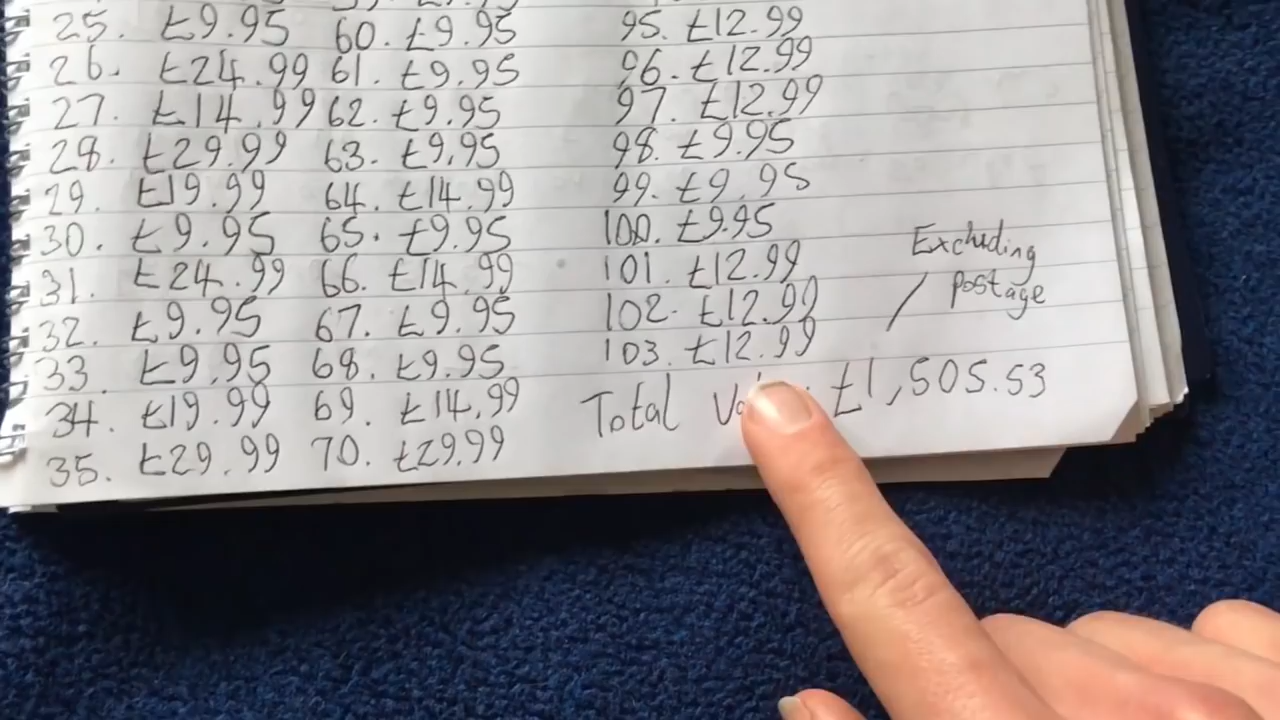 25. £9.95 60. £9.95 95. £12.99
26. £24.99 61. £9.95 96. £12.99
27. £14.99 62. £9.95 97. £12.99
28. £29.99 63. £9.95 98. £9.95
29. £19.99 64. £14.99 99. £9.95
30. £9.95 65. £9.95 100. £9.95
31. £24.99 66. £14.99 101. £12.99
32. £9.95 67. £9.95 102. £12.99
33. £9.95 68. £9.95 103. £12.99
34. £19.99 69. £14.99
35. £29.99 70. £29.99
Excluding
Postage
Total £1,505.53